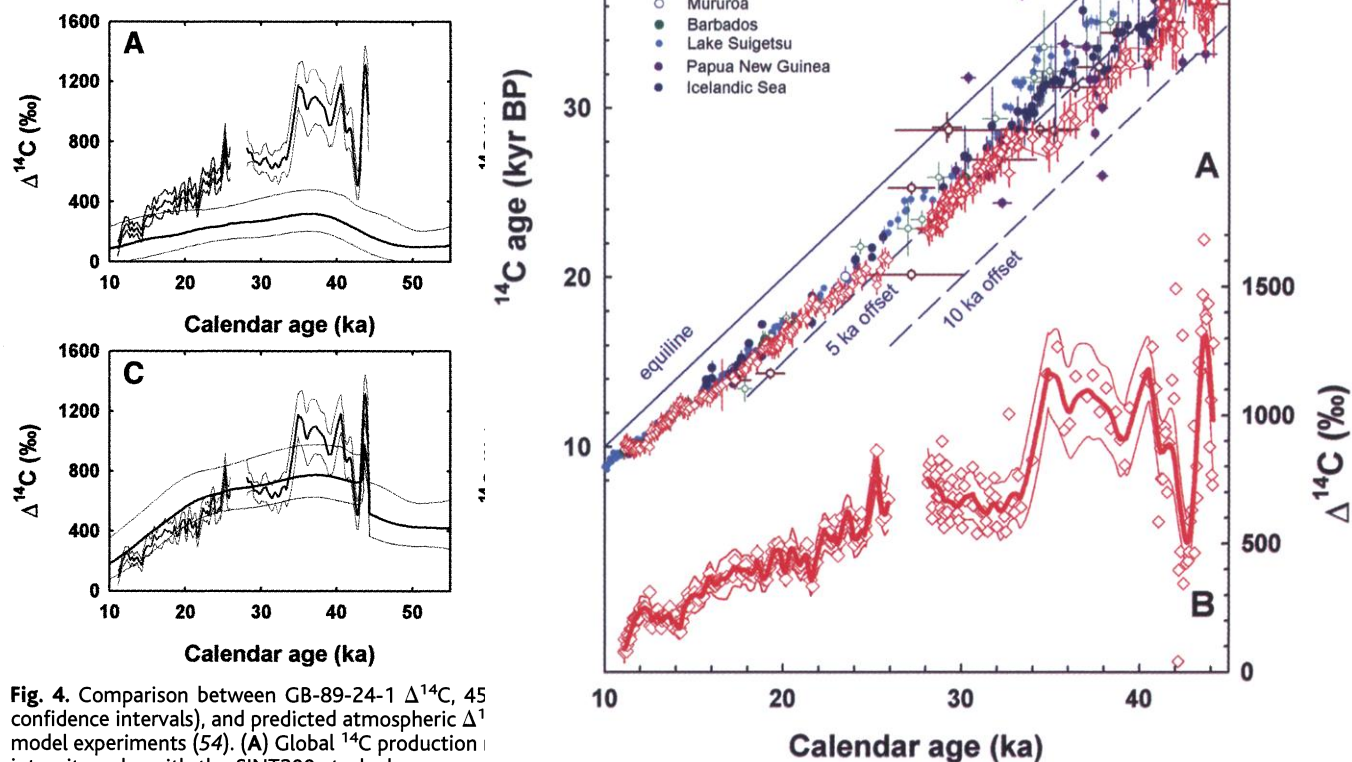 1600
1200
800
400
0
A
Δ¹⁴C (‰)
10 20 30 40 50
Calendar age (ka)
1600
1200
800
400
0
C
Δ¹⁴C (‰)
10 20 30 40 50
Calendar age (ka)
Fig. 4. Comparison between GB-89-24-1 Δ¹⁴C, 45
confidence intervals), and predicted atmospheric
model experiments (54). (A) Global ¹⁴C production
Mururoa
Barbados
Lake Suigetsu
Papua New Guinea
Icelandic Sea
¹⁴C age (kyr BP)
30
20
10
A
equiline
5 ka offset
10 ka offset
1500
1000
500
0
Δ¹⁴C (‰)
B
10 20 30 40
Calendar age (ka)